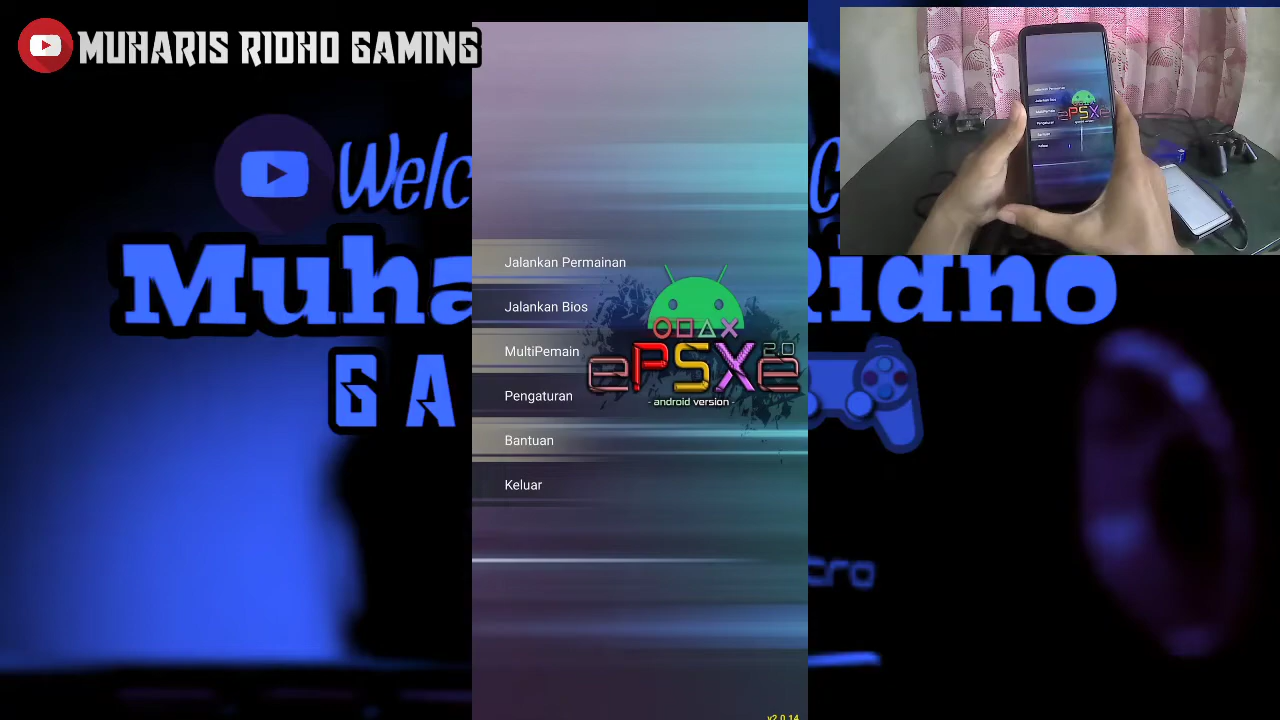 MUHARIS RIDHO GAMING
Welc
Muha
Ridho
G A
cro
Jalankan Permainan
Jalankan Bios
MultiPemain
Pengaturan
Bantuan
Keluar
ePSXe 2.0
- android version -
v2.0.14